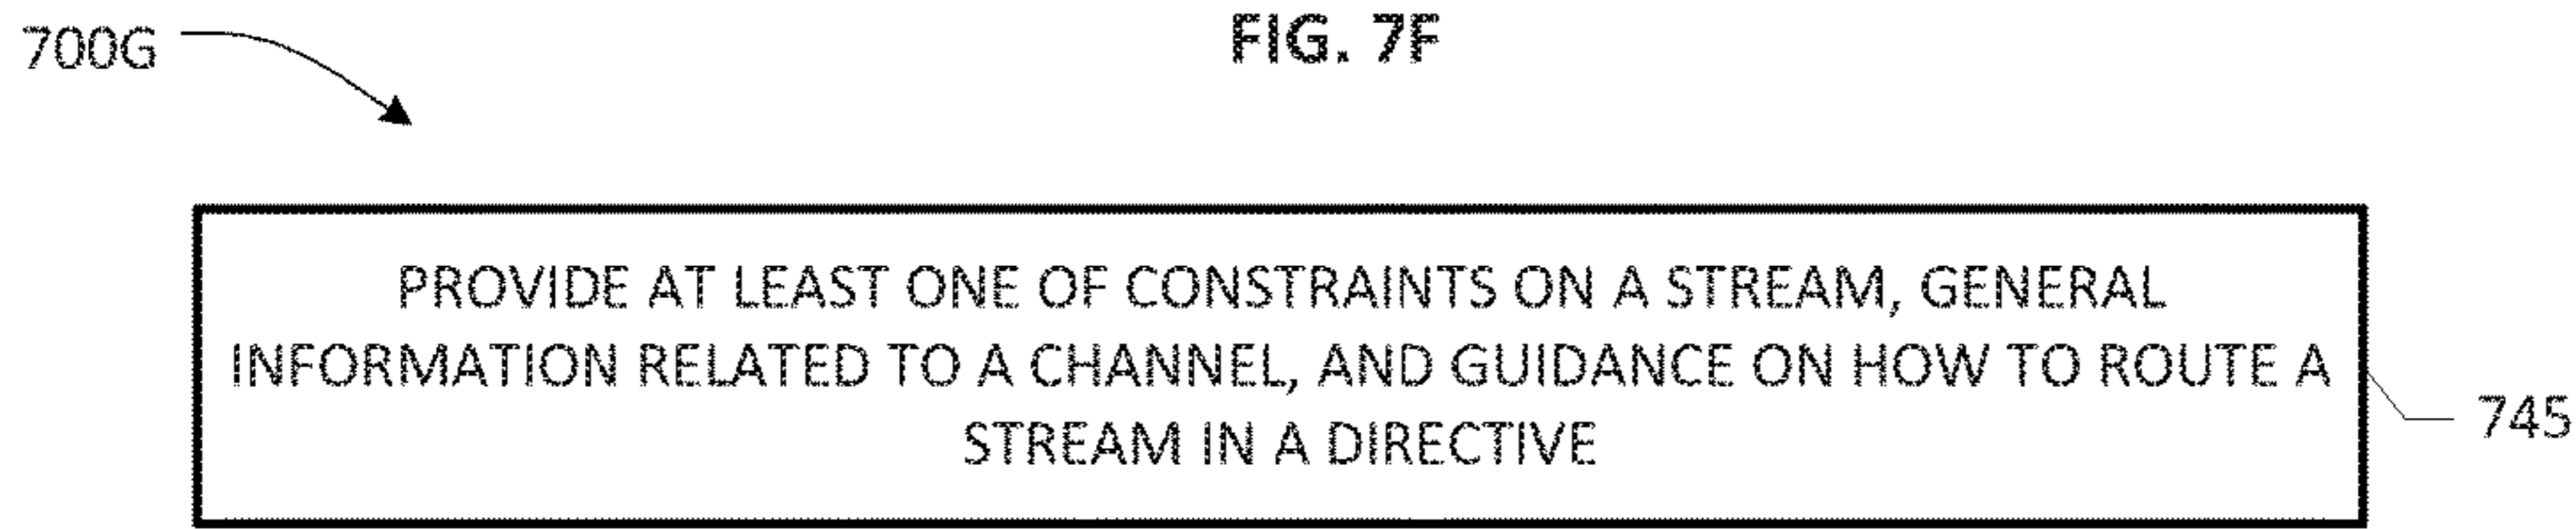 FIG. 7F
700G
PROVIDE AT LEAST ONE OF CONSTRAINTS ON A STREAM, GENERAL
INFORMATION RELATED TO A CHANNEL, AND GUIDANCE ON HOW TO ROUTE A
STREAM IN A DIRECTIVE
745